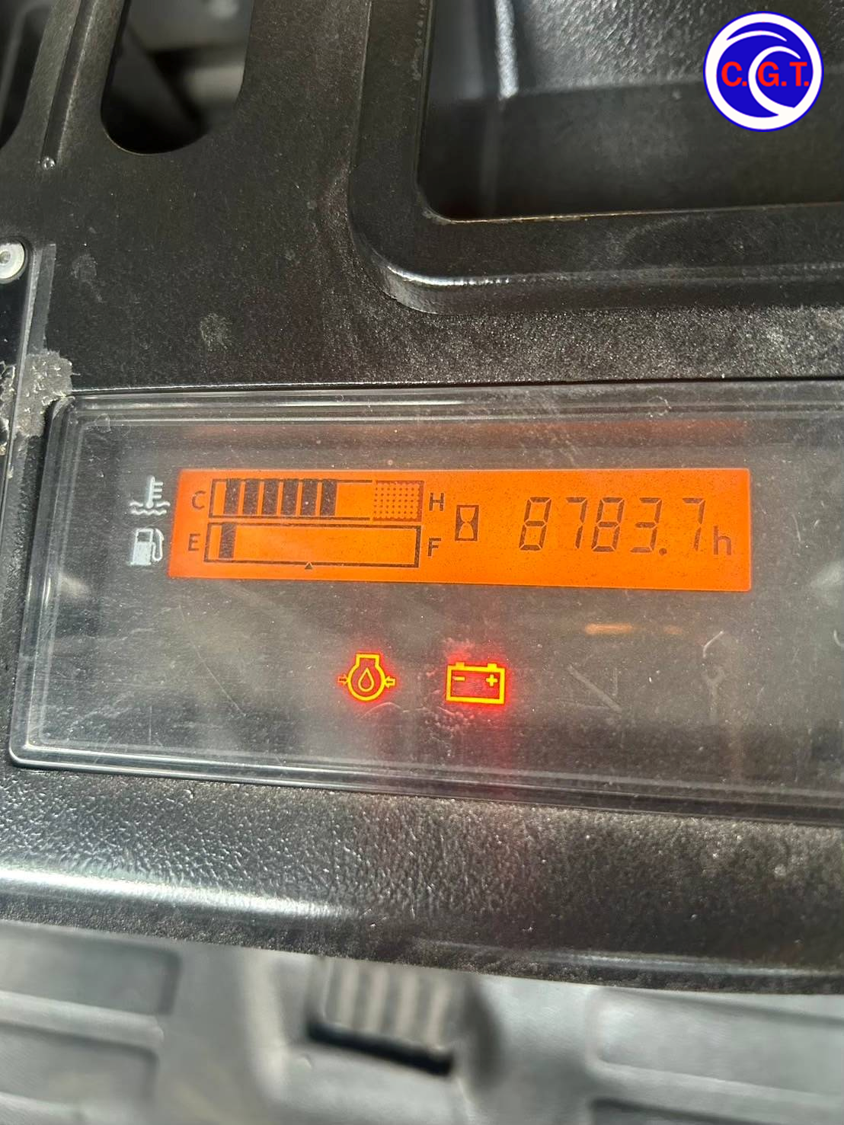 C.G.T.
C H
E F
8783.7h
- +